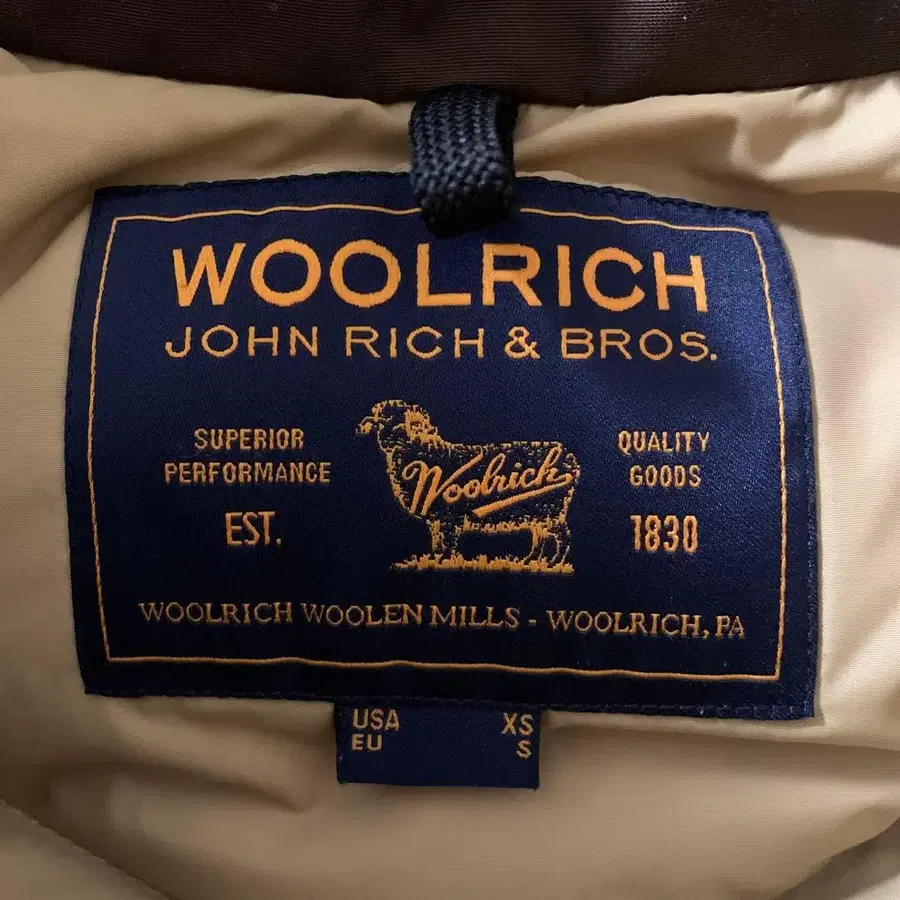 WOOLRICH
JOHN RICH & BROS.
SUPERIOR
PERFORMANCE
EST.
Woolrich
QUALITY
GOODS
1830
WOOLRICH WOOLEN MILLS - WOOLRICH, PA
USA XS
EU S